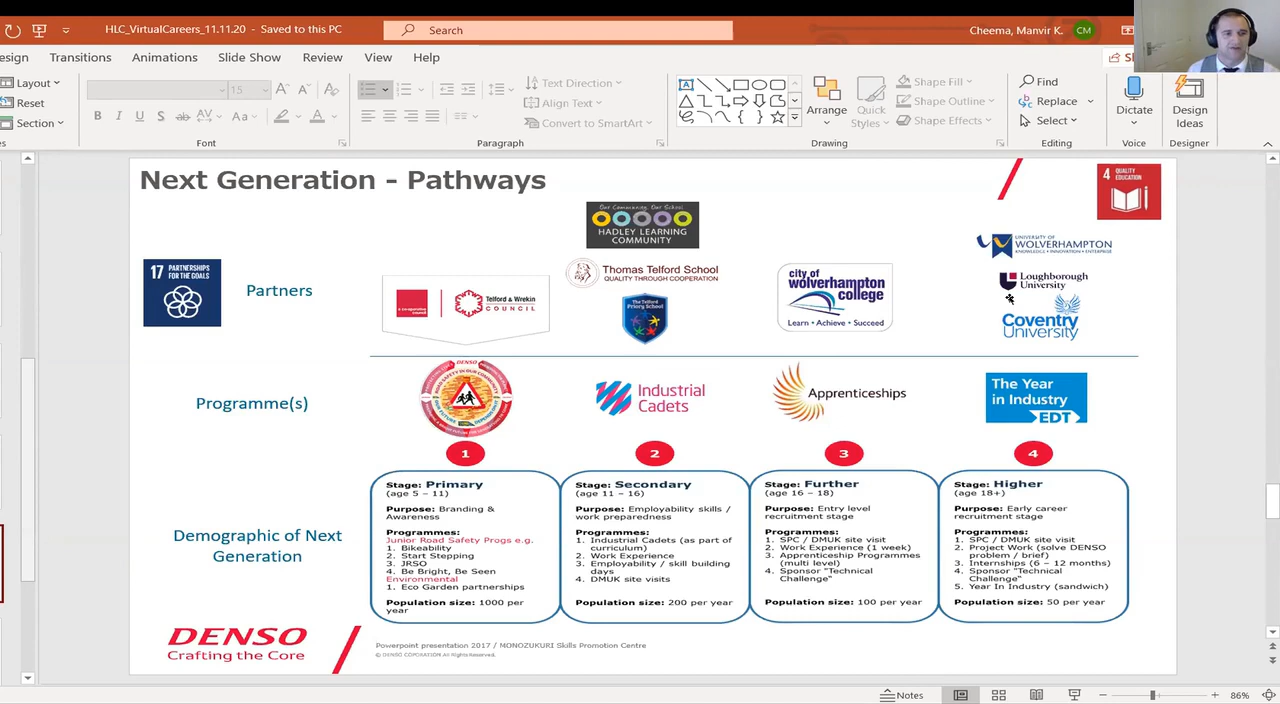 HLC_VirtualCareers_11.11.20 - Saved to this PC
Search
Cheema, Manvir K.
CM
esign
Transitions
Animations
Slide Show
Review
View
Help
Layout
Reset
Section
15
Font
Text Direction
Align Text
Convert to SmartArt
Paragraph
Arrange
Quick
Styles
Shape Fill
Shape Outline
Shape Effects
Drawing
Find
Replace
Select
Editing
Dictate
Voice
Design
Ideas
Designer
Next Generation - Pathways
4 QUALITY
EDUCATION
17 PARTNERSHIPS
FOR THE GOALS
Partners
a co-operative council
Telford & Wrekin
COUNCIL
Our Community, Our School
HADLEY LEARNING
COMMUNITY
Thomas Telford School
QUALITY THROUGH COOPERATION
The Telford
Priory School
city of
wolverhampton
college
Learn • Achieve • Succeed
UNIVERSITY OF
WOLVERHAMPTON
KNOWLEDGE • INNOVATION • ENTERPRISE
Loughborough
University
Coventry
University
Programme(s)
DENSO
Industrial
Cadets
Apprenticeships
The Year
in Industry
EDT
1
2
3
4
Demographic of Next
Generation
Stage: Primary
(age 5 – 11)
Purpose: Branding &
Awareness
Programmes:
Junior Road Safety Progs e.g.
1. Bikeability
2. Start Stepping
3. JRSO
4. Be Bright, Be Seen
Environmental
1. Eco Garden partnerships
Population size: 1000 per
year
Stage: Secondary
(age 11 – 16)
Purpose: Employability skills /
work preparedness
Programmes:
1. Industrial Cadets (as part of
curriculum)
2. Work Experience
3. Employability / skill building
days
4. DMUK site visits
Population size: 200 per year
Stage: Further
(age 16 – 18)
Purpose: Entry level
recruitment stage
Programmes:
1. SPC / DMUK site visit
2. Work Experience (1 week)
3. Apprenticeship Programmes
(multi level)
4. Sponsor "Technical
Challenge"
Population size: 100 per year
Stage: Higher
(age 18+)
Purpose: Early career
recruitment stage
Programmes:
1. SPC / DMUK site visit
2. Project Work (solve DENSO
problem / brief)
3. Internships (6 – 12 months)
4. Sponsor "Technical
Challenge"
5. Year In Industry (sandwich)
Population size: 50 per year
DENSO
Crafting the Core
Powerpoint presentation 2017 / MONOZUKURI Skills Promotion Centre
© DENSO CORPORATION All Rights Reserved.
Notes
86%